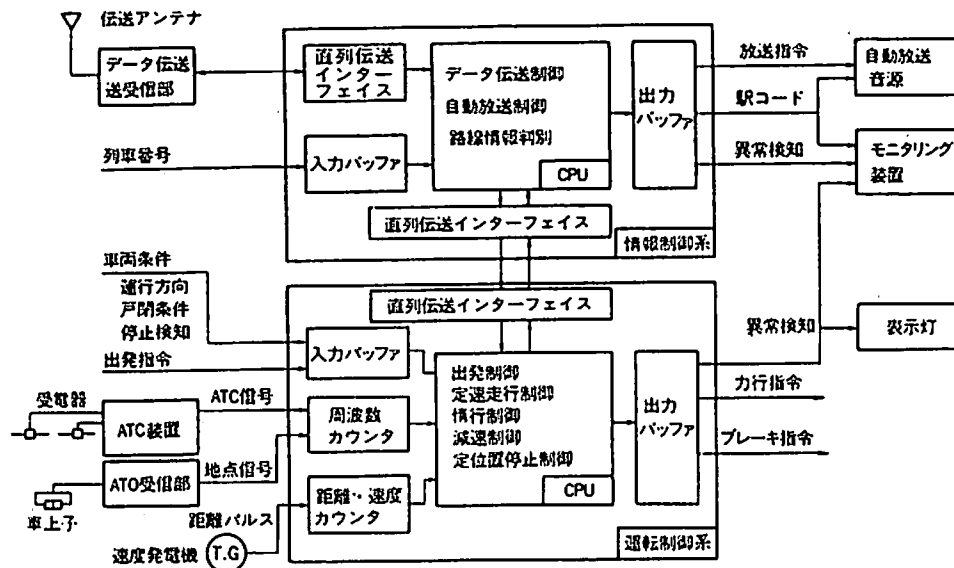 伝送アンテナ
データ伝送
送受信部
列車番号
直列伝送
インター
フェイス
入力バッファ
データ伝送制御
自動放送制御
路線情報判別
CPU
出力
バッファ
放送指令
駅コード
異常検知
自動放送
音源
モニタリング
装置
直列伝送インターフェイス
情報制御系
車両条件
運行方向
戸閉条件
停止検知
出発指令
受電器
ATC装置
ATC信号
ATO受信部
地点信号
車上子
距離パルス
速度発電機
T.G
直列伝送インターフェイス
入力バッファ
周波数
カウンタ
距離・速度
カウンタ
出発制御
定速走行制御
惰行制御
減速制御
定位置停止制御
CPU
出力
バッファ
運転制御系
異常検知
表示灯
力行指令
ブレーキ指令